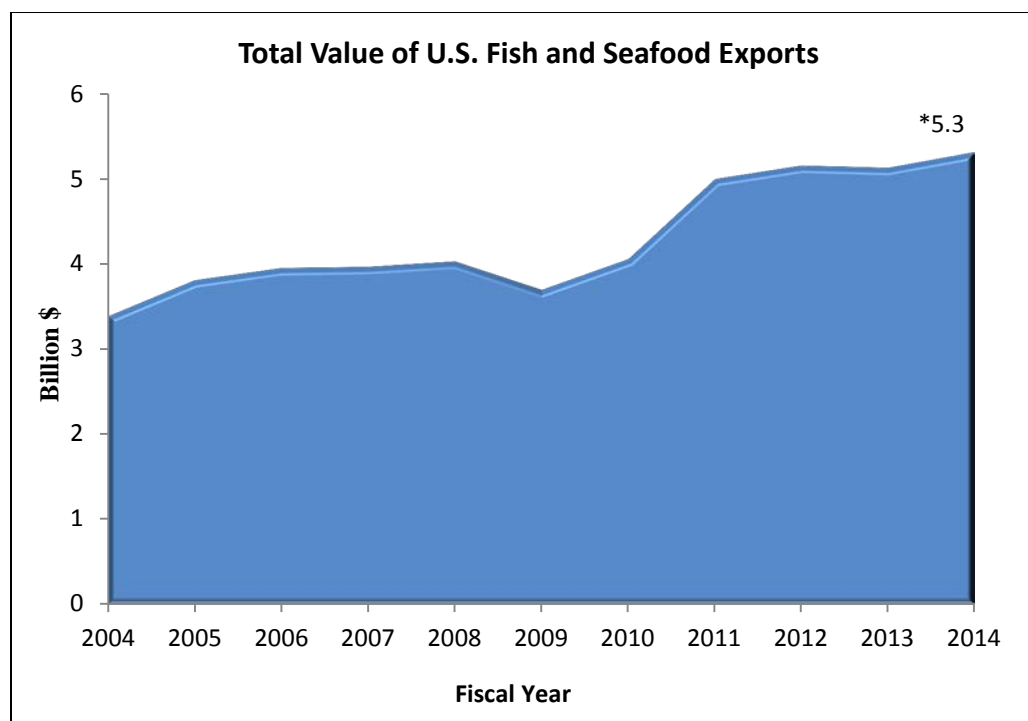 Total Value of U.S. Fish and Seafood Exports
6
*5.3
5
4
3
2
1
0
Billion $
2004 2005 2006 2007 2008 2009 2010 2011 2012 2013 2014
Fiscal Year